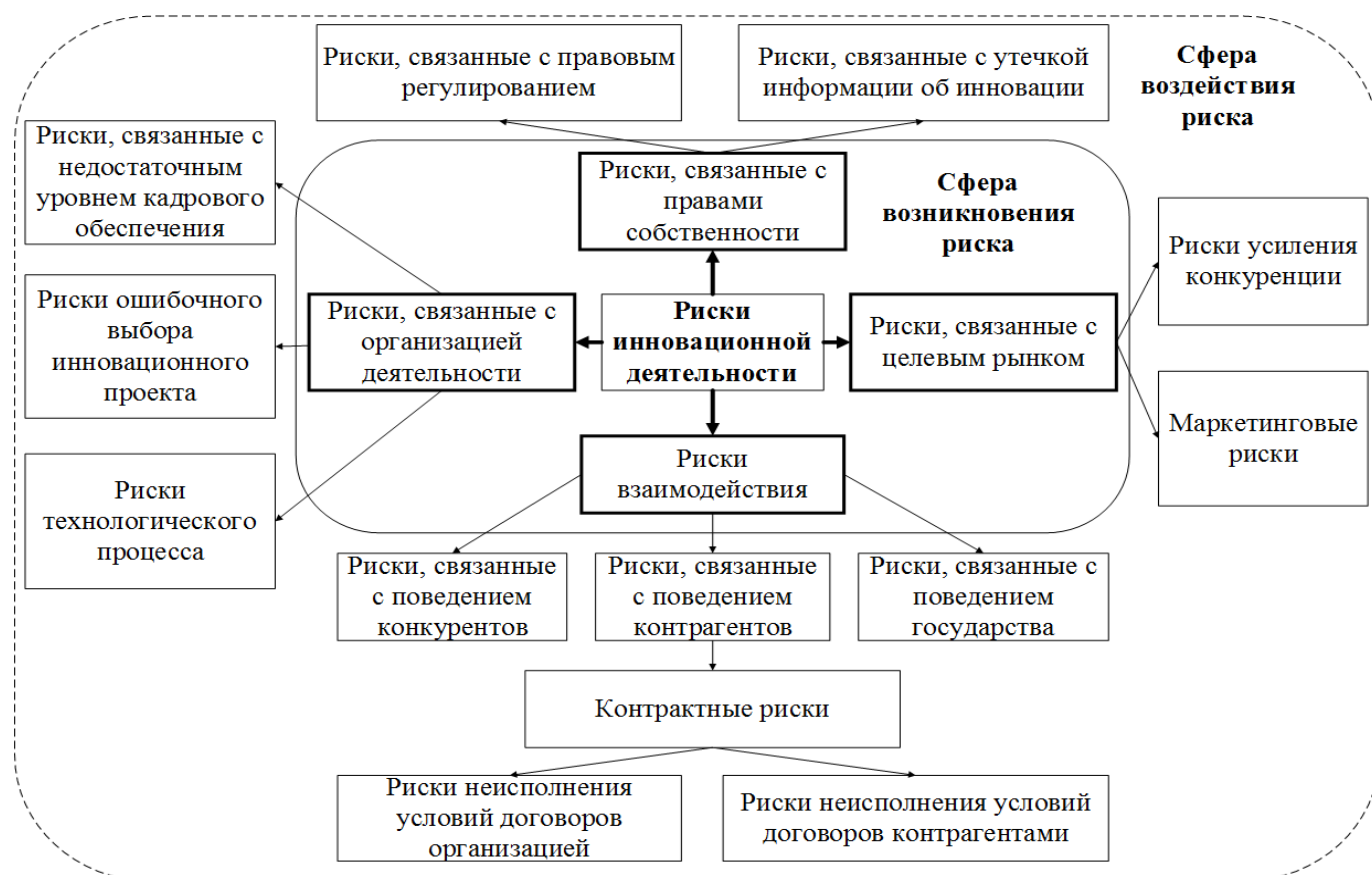 Риски, связанные с правовым
регулированием
Риски, связанные с утечкой
информации об инновации
Сфера
воздействия
риска
Риски, связанные с
недостаточным
уровнем кадрового
обеспечения
Риски, связанные с
правами
собственности
Сфера
возникновения
риска
Риски усиления
конкуренции
Риски ошибочного
выбора
инновационного
проекта
Риски, связанные с
организацией
деятельности
Риски
инновационной
деятельности
Риски, связанные с
целевым рынком
Маркетинговые
риски
Риски
технологического
процесса
Риски
взаимодействия
Риски, связанные
с поведением
конкурентов
Риски, связанные
с поведением
контрагентов
Риски, связанные с
поведением
государства
Контрактные риски
Риски неисполнения
условий договоров
организацией
Риски неисполнения условий
договоров контрагентами